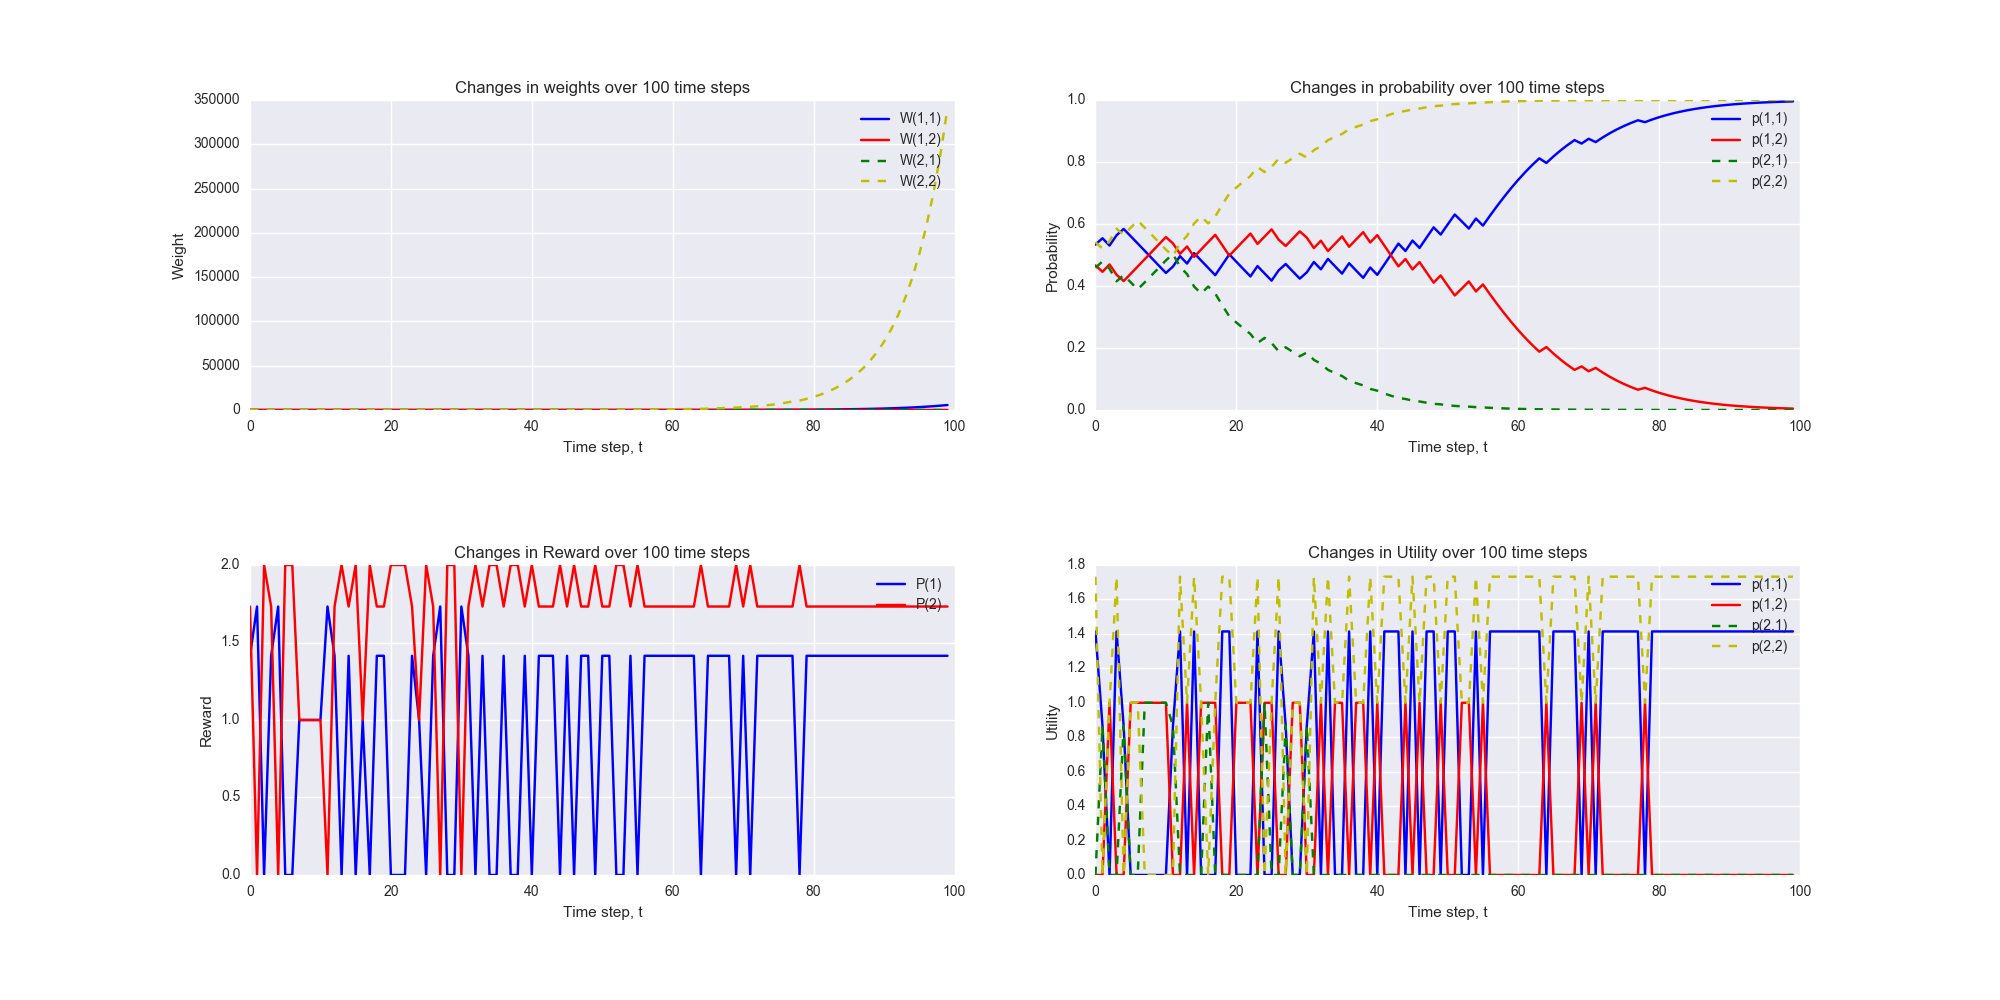 Changes in weights over 100 time steps
350000
300000
250000
200000
150000
100000
50000
0
Weight
0 20 40 60 80 100
Time step, t
W(1,1)
W(1,2)
W(2,1)
W(2,2)
Changes in probability over 100 time steps
1.0
0.8
0.6
0.4
0.2
0.0
Probability
0 20 40 60 80 100
Time step, t
p(1,1)
p(1,2)
p(2,1)
p(2,2)
Changes in Reward over 100 time steps
2.0
1.5
1.0
0.5
0.0
Reward
0 20 40 60 80 100
Time step, t
P(1)
P(2)
Changes in Utility over 100 time steps
1.8
1.6
1.4
1.2
1.0
0.8
0.6
0.4
0.2
0.0
Utility
0 20 40 60 80 100
Time step, t
p(1,1)
p(1,2)
p(2,1)
p(2,2)